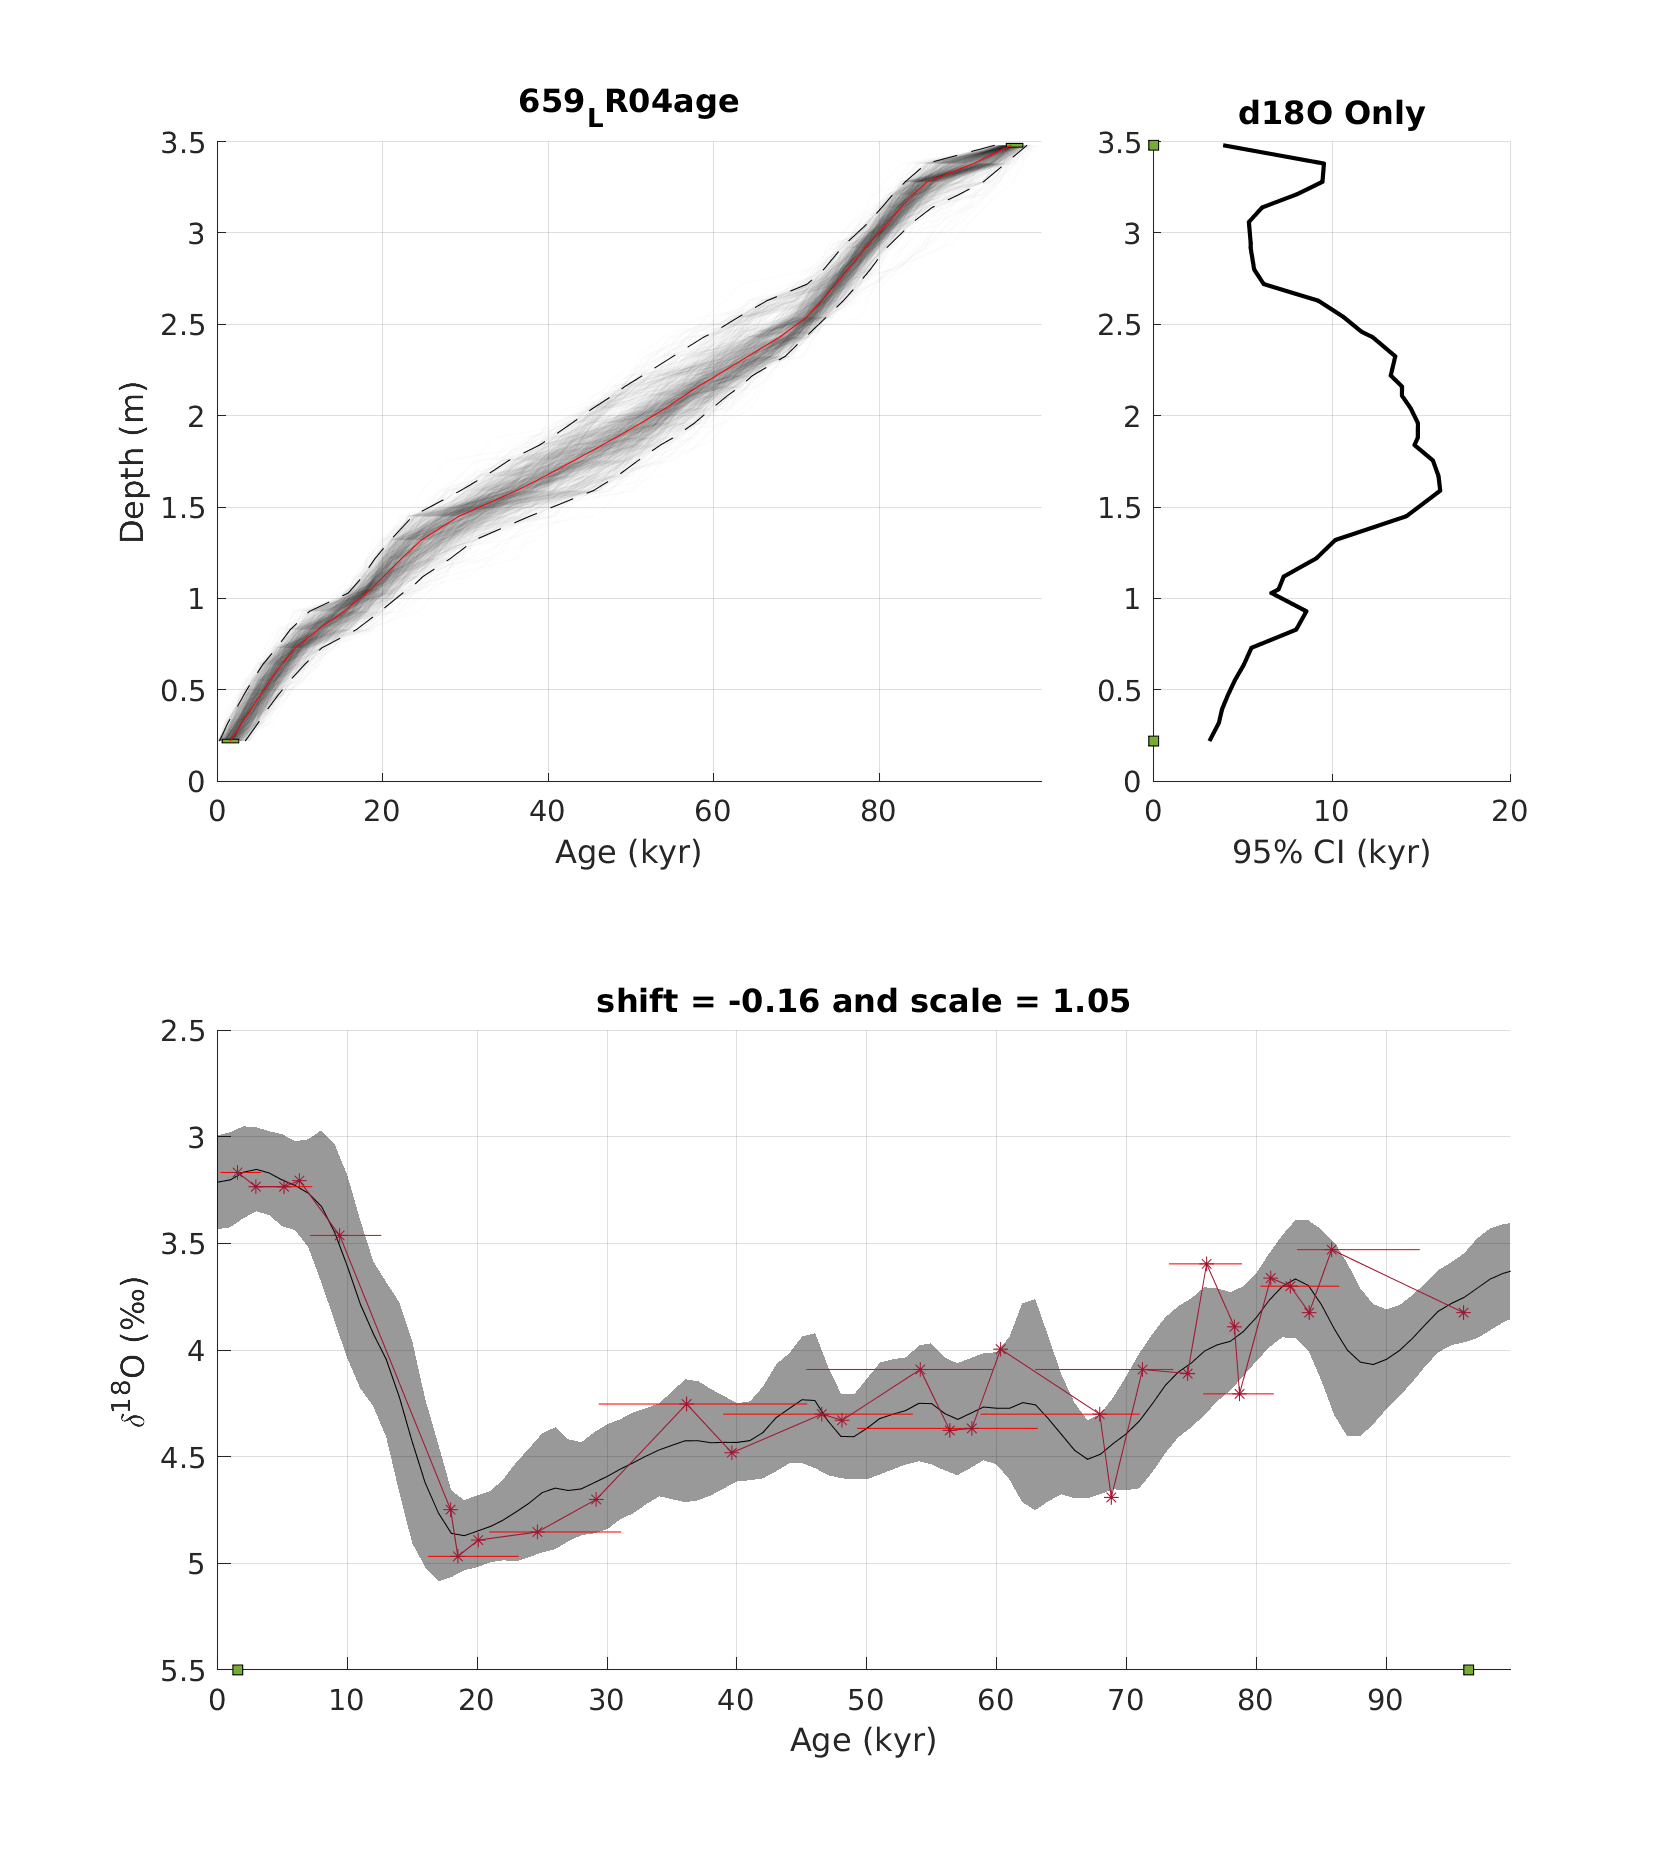 659LR04age
d18O Only
3.5
3
2.5
2
1.5
1
0.5
0
Depth (m)
0 20 40 60 80
Age (kyr)
3.5
3
2.5
2
1.5
1
0.5
0
0 10 20
95% CI (kyr)
shift = -0.16 and scale = 1.05
2.5
3
3.5
4
4.5
5
5.5
δ18O (‰)
0 10 20 30 40 50 60 70 80 90
Age (kyr)